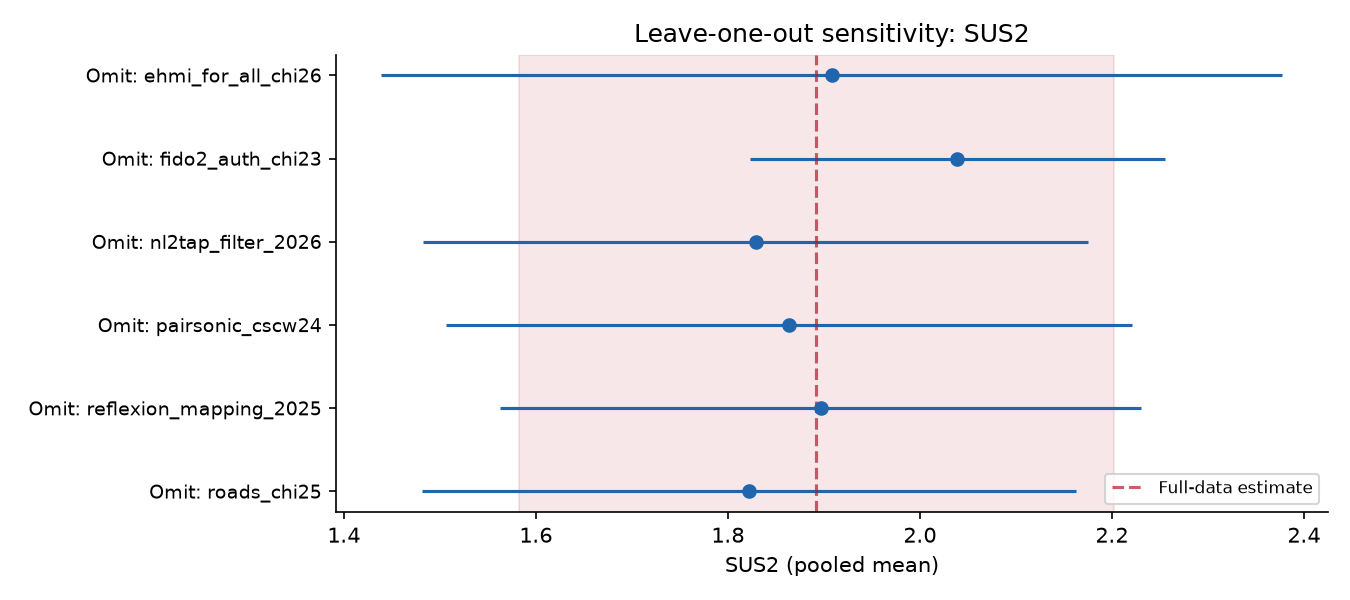 Leave-one-out sensitivity: SUS2
Omit: ehmi_for_all_chi26
Omit: fido2_auth_chi23
Omit: nl2tap_filter_2026
Omit: pairsonic_cscw24
Omit: reflexion_mapping_2025
Omit: roads_chi25
Full-data estimate
1.4 1.6 1.8 2.0 2.2 2.4
SUS2 (pooled mean)